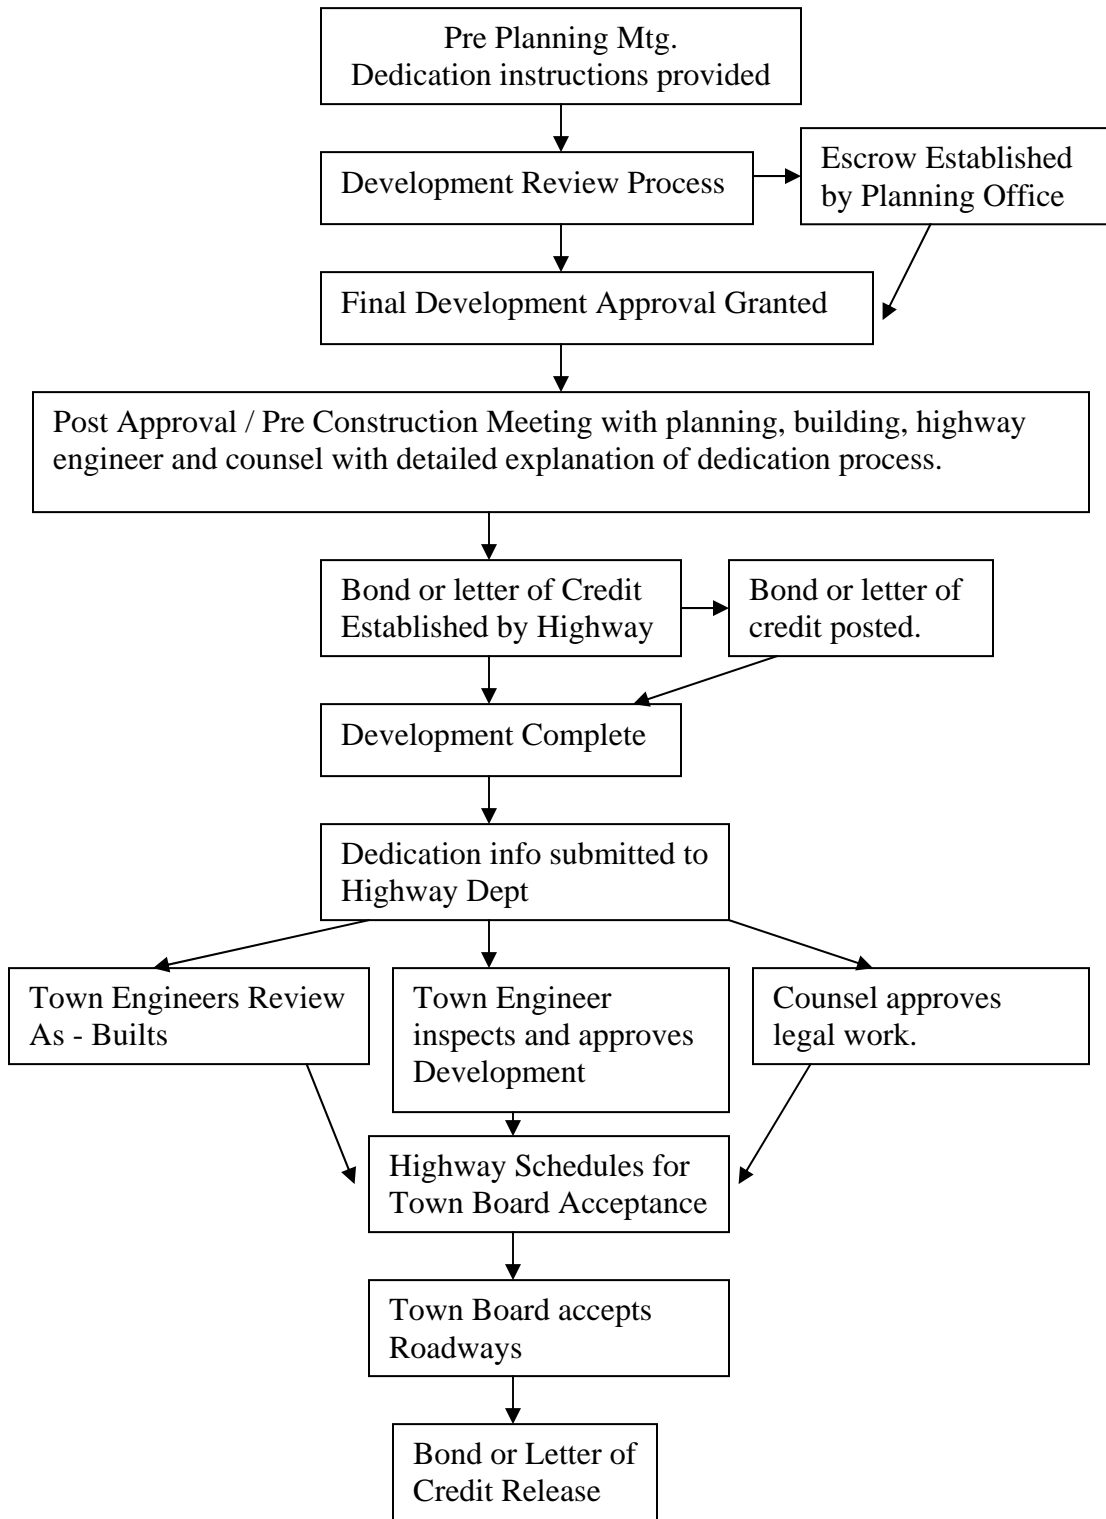 Pre Planning Mtg.
Dedication instructions provided
Development Review Process
Escrow Established
by Planning Office
Final Development Approval Granted
Post Approval / Pre Construction Meeting with planning, building, highway
engineer and counsel with detailed explanation of dedication process.
Bond or letter of Credit
Established by Highway
Bond or letter of
credit posted.
Development Complete
Dedication info submitted to
Highway Dept
Town Engineers Review
As - Builts
Town Engineer
inspects and approves
Development
Counsel approves
legal work.
Highway Schedules for
Town Board Acceptance
Town Board accepts
Roadways
Bond or Letter of
Credit Release